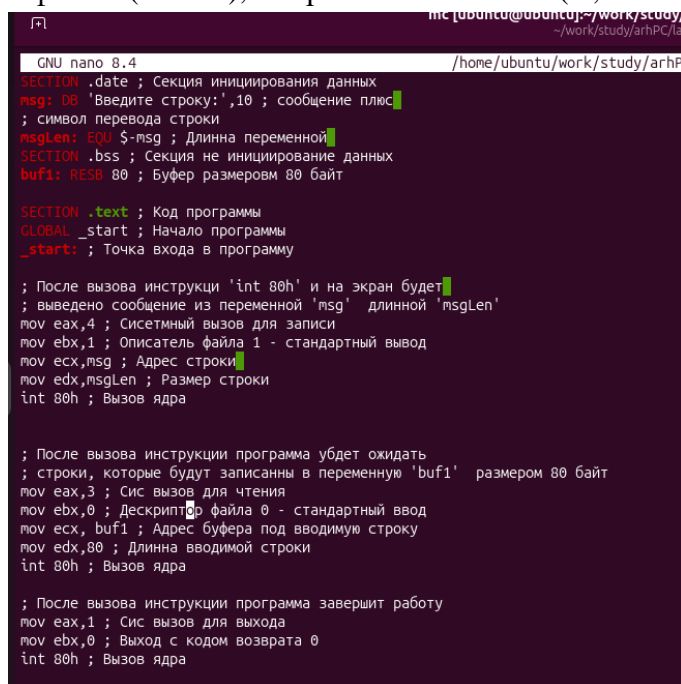 mc [ubuntu@ubuntu]:~/work/study/
~/work/study/arhPC/la
GNU nano 8.4 /home/ubuntu/work/study/arhP
SECTION .date ; Секция инициирования данных
msg: DB 'Введите строку:',10 ; сообщение плюс
; символ перевода строки
msgLen: EQU $-msg ; Длинна переменной
SECTION .bss ; Секция не инициирование данных
buf1: RESB 80 ; Буфер размеровм 80 байт
SECTION .text ; Код программы
GLOBAL _start ; Начало программы
_start: ; Точка входа в программу
; После вызова инструкци 'int 80h' и на экран будет
; выведено сообщение из переменной 'msg' длинной 'msgLen'
mov eax,4 ; Сисетмный вызов для записи
mov ebx,1 ; Описатель файла 1 - стандартный вывод
mov ecx,msg ; Адрес строки
mov edx,msgLen ; Размер строки
int 80h ; Вызов ядра
; После вызова инструкции программа убдет ожидать
; строки, которые будут записанны в переменную 'buf1' размером 80 байт
mov eax,3 ; Сис вызов для чтения
mov ebx,0 ; Дескриптор файла 0 - стандартный ввод
mov ecx, buf1 ; Адрес буфера под вводимую строку
mov edx,80 ; Длинна вводимой строки
int 80h ; Вызов ядра
; После вызова инструкции программа завершит работу
mov eax,1 ; Сис вызов для выхода
mov ebx,0 ; Выход с кодом возврата 0
int 80h ; Вызов ядра